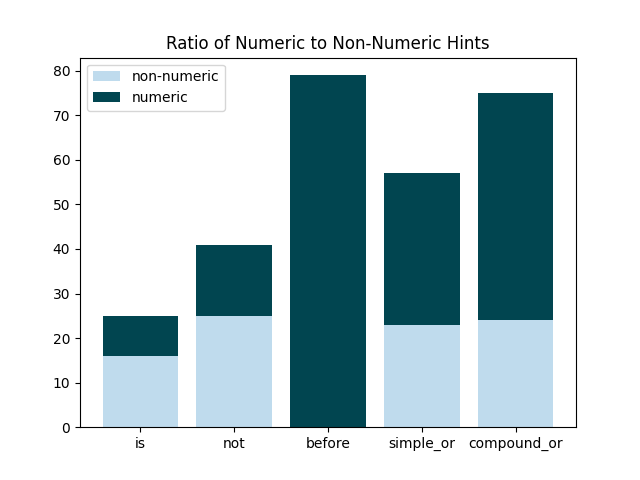 Ratio of Numeric to Non-Numeric Hints
non-numeric
numeric
80
70
60
50
40
30
20
10
0
is not before simple_or compound_or